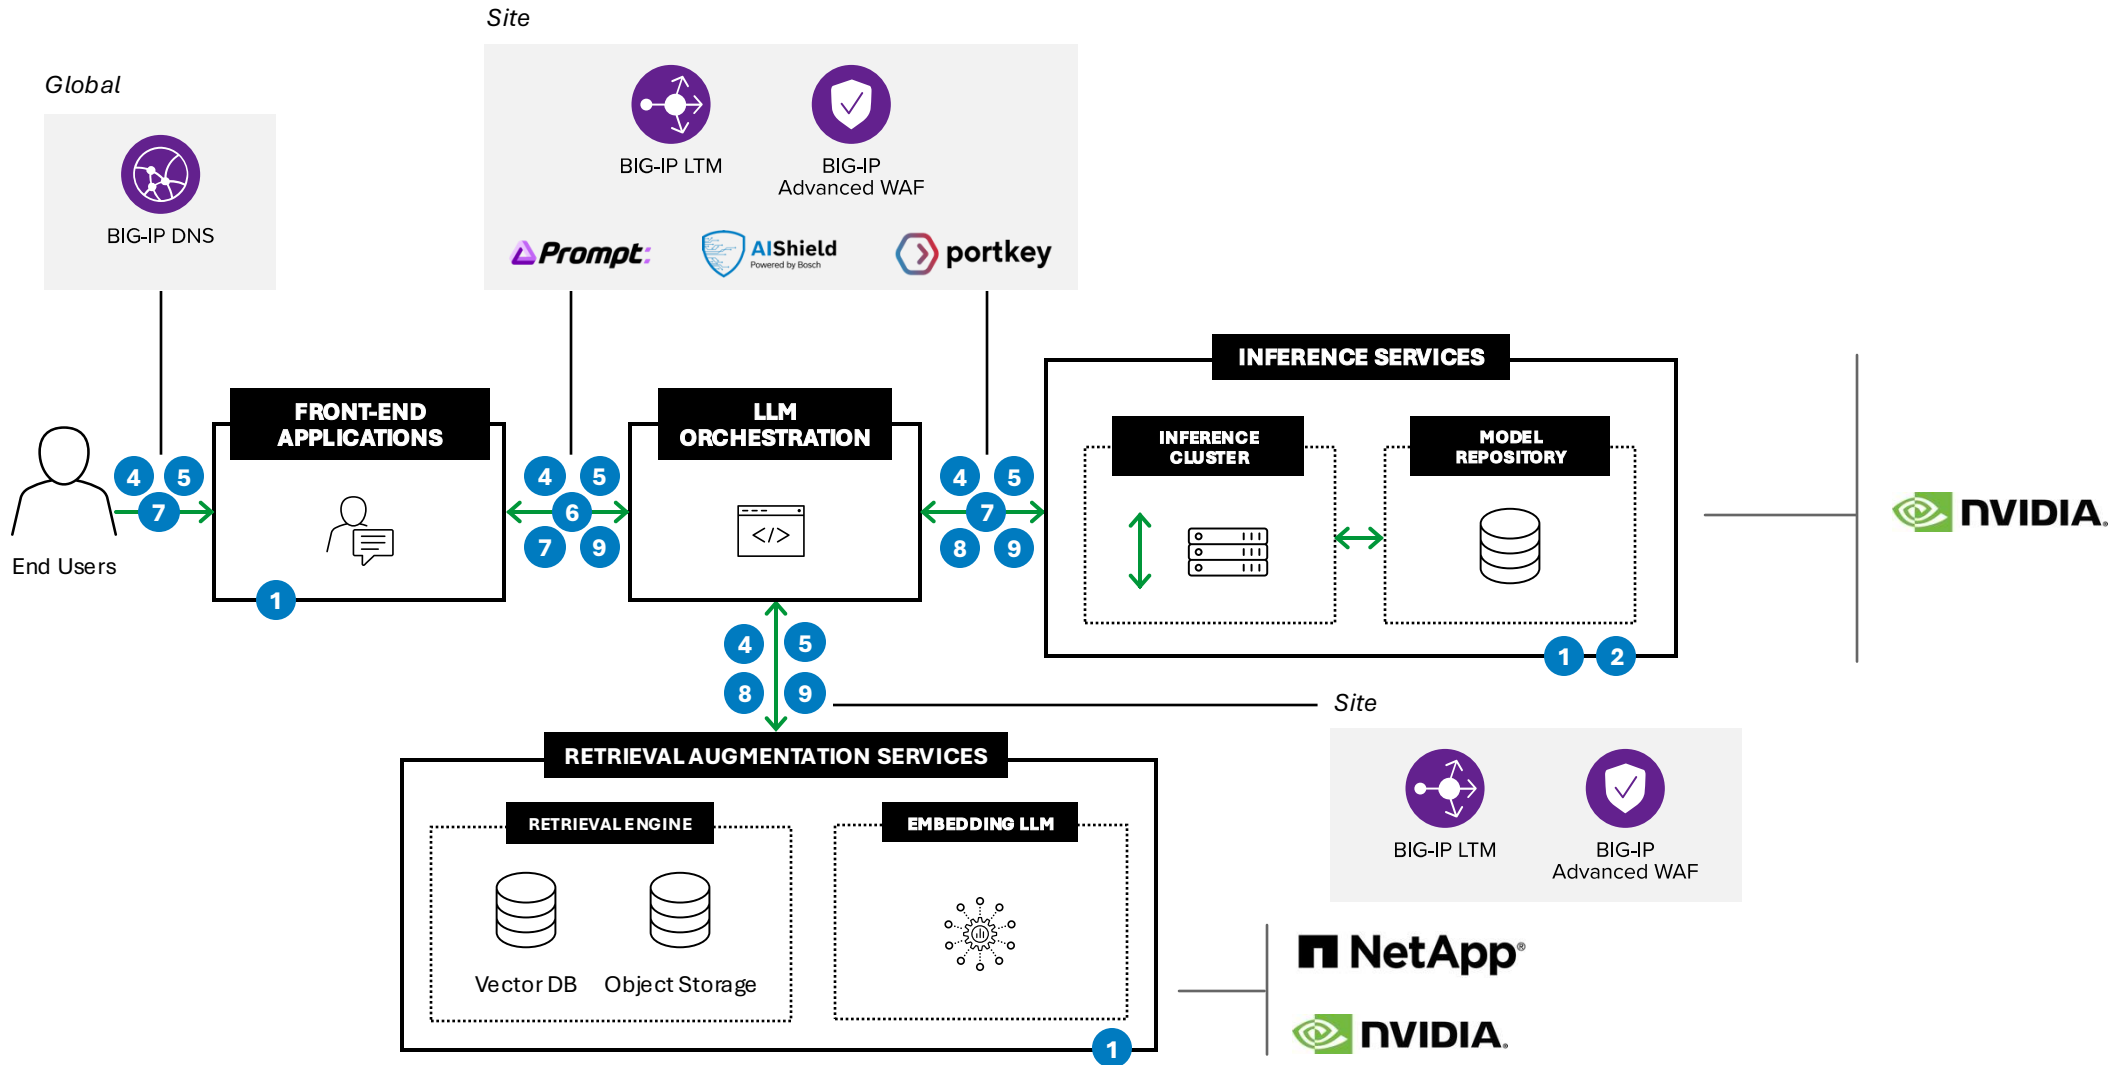 Site
Global
BIG-IP DNS
BIG-IP LTM
BIG-IP
Advanced WAF
Prompt:
AIShield
Powered by Bosch
portkey
INFERENCE SERVICES
FRONT-END
APPLICATIONS
LLM
ORCHESTRATION
INFERENCE
CLUSTER
MODEL
REPOSITORY
4 5
7
End Users
1
4 5
6
7 9
</>
4 5
7
8 9
1 2
NVIDIA.
4 5
8 9
Site
BIG-IP LTM
BIG-IP
Advanced WAF
RETRIEVAL AUGMENTATION SERVICES
RETRIEVAL ENGINE
EMBEDDING LLM
Vector DB
Object Storage
1
NetApp®
NVIDIA.